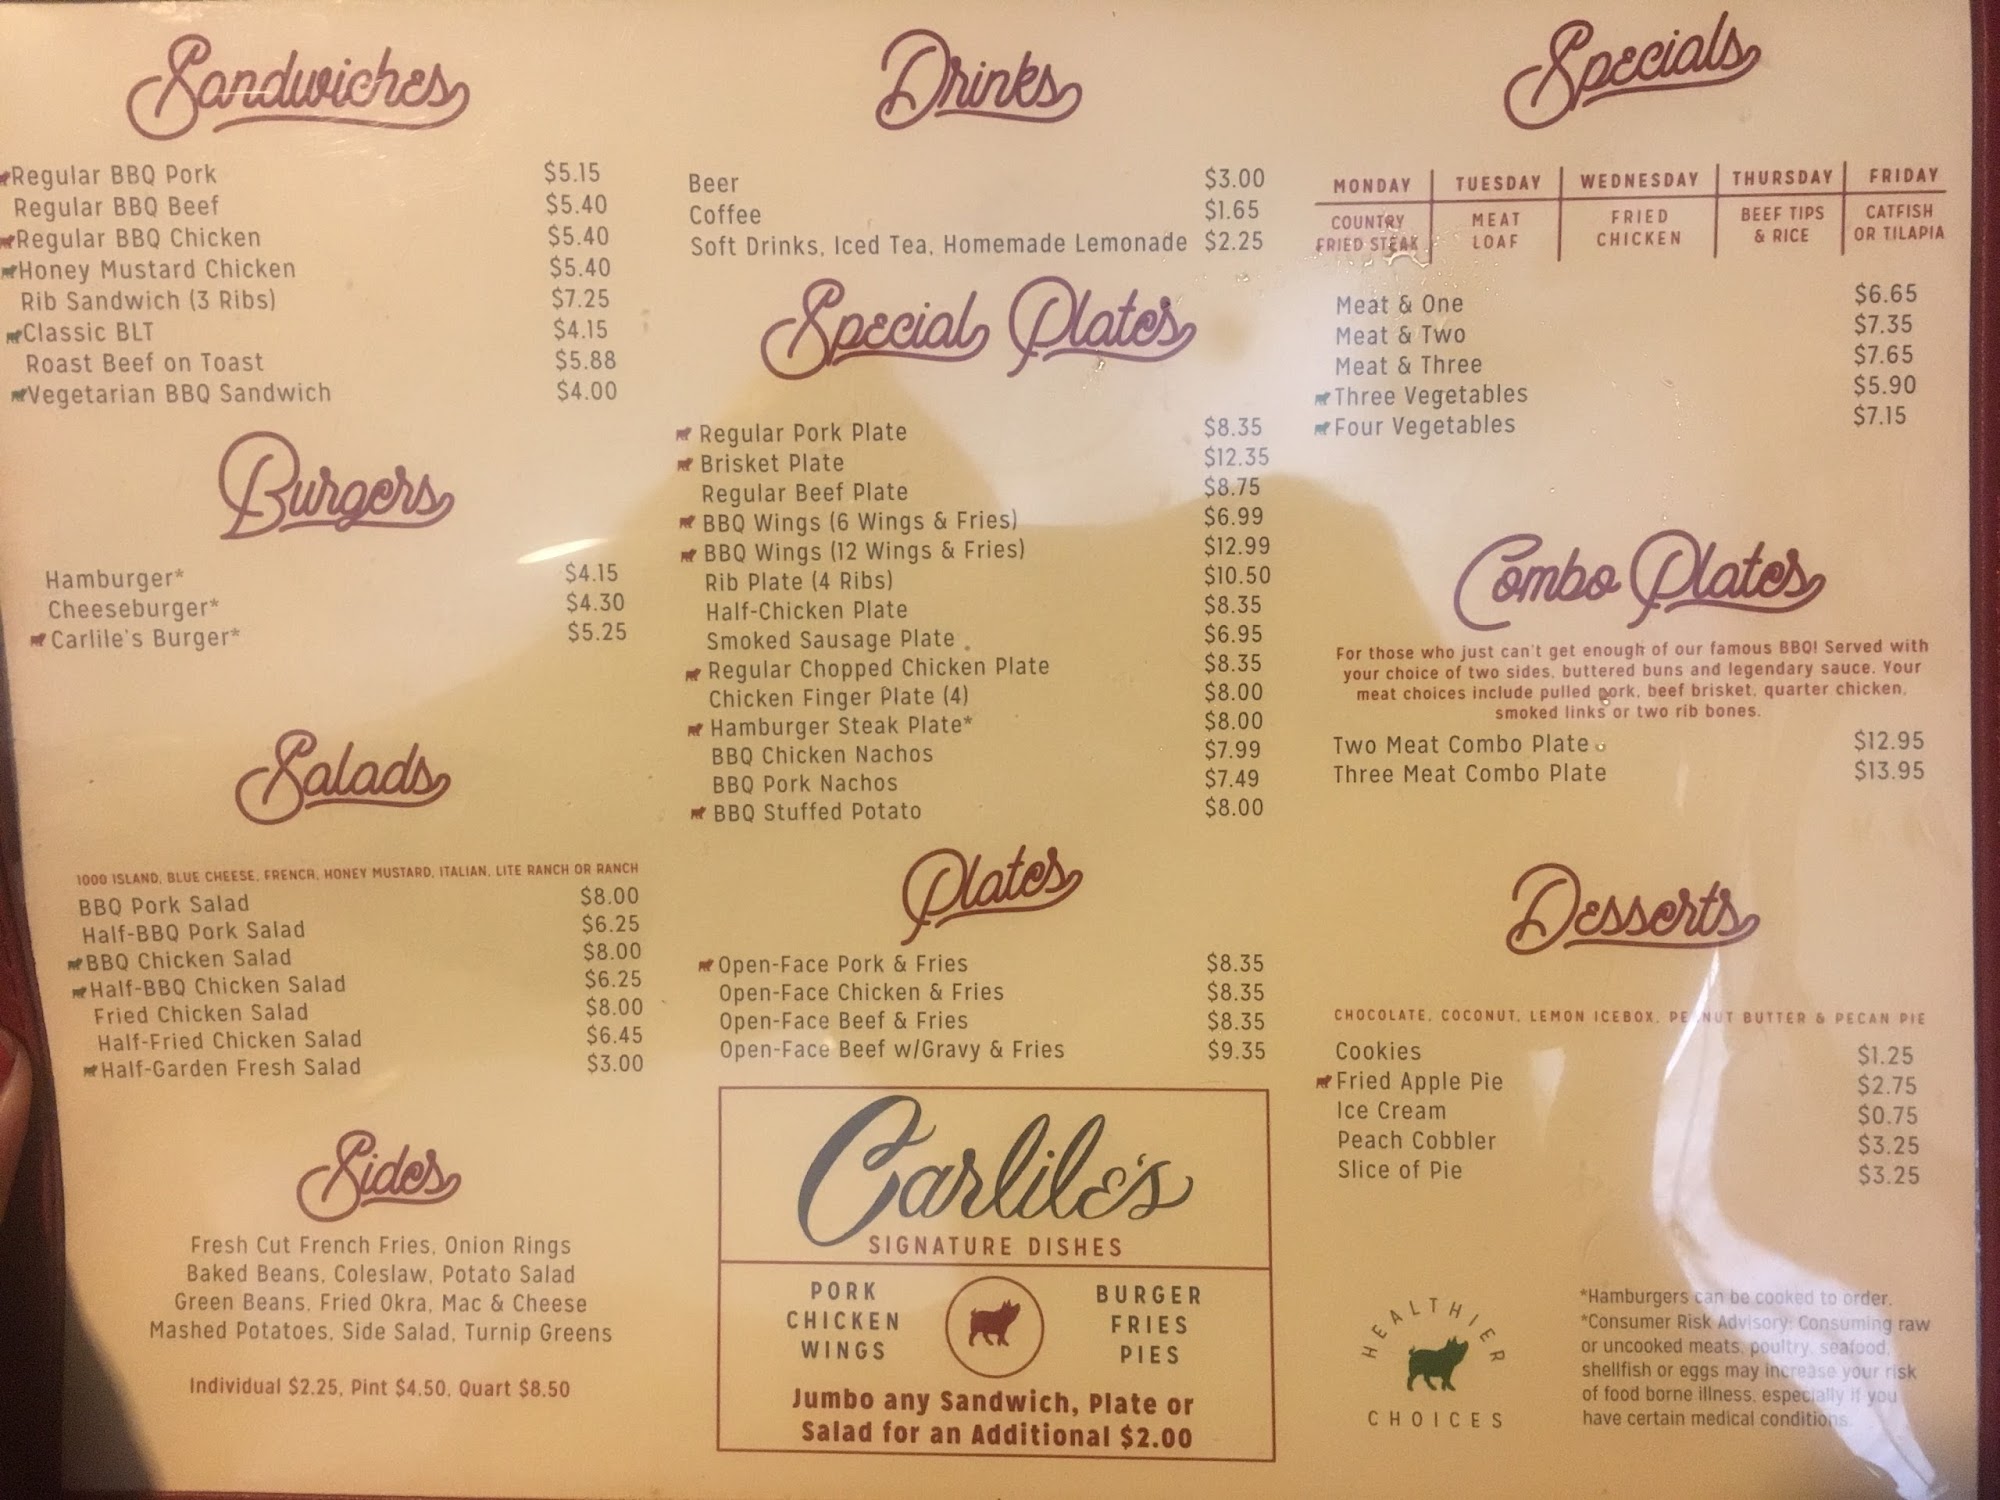 Sandwiches
Regular BBQ Pork $5.15
Regular BBQ Beef $5.40
Regular BBQ Chicken $5.40
Honey Mustard Chicken $5.40
Rib Sandwich (3 Ribs) $7.25
Classic BLT $4.15
Roast Beef on Toast $5.88
Vegetarian BBQ Sandwich $4.00
Burgers
Hamburger* $4.15
Cheeseburger* $4.30
Carlile's Burger* $5.25
Salads
1000 ISLAND, BLUE CHEESE, FRENCH, HONEY MUSTARD, ITALIAN, LITE RANCH OR RANCH
BBQ Pork Salad $8.00
Half-BBQ Pork Salad $6.25
BBQ Chicken Salad $8.00
Half-BBQ Chicken Salad $6.25
Fried Chicken Salad $8.00
Half-Fried Chicken Salad $6.45
Half-Garden Fresh Salad $3.00
Sides
Fresh Cut French Fries, Onion Rings
Baked Beans, Coleslaw, Potato Salad
Green Beans, Fried Okra, Mac & Cheese
Mashed Potatoes, Side Salad, Turnip Greens
Individual $2.25, Pint $4.50, Quart $8.50
Drinks
Beer $3.00
Coffee $1.65
Soft Drinks, Iced Tea, Homemade Lemonade $2.25
Special Plates
Regular Pork Plate $8.35
Brisket Plate $12.35
Regular Beef Plate $8.75
BBQ Wings (6 Wings & Fries) $6.99
BBQ Wings (12 Wings & Fries) $12.99
Rib Plate (4 Ribs) $10.50
Half-Chicken Plate $8.35
Smoked Sausage Plate $6.95
Regular Chopped Chicken Plate $8.35
Chicken Finger Plate (4) $8.00
Hamburger Steak Plate* $8.00
BBQ Chicken Nachos $7.99
BBQ Pork Nachos $7.49
BBQ Stuffed Potato $8.00
Plates
Open-Face Pork & Fries $8.35
Open-Face Chicken & Fries $8.35
Open-Face Beef & Fries $8.35
Open-Face Beef w/Gravy & Fries $9.35
Carlile's
SIGNATURE DISHES
PORK
CHICKEN
WINGS
BURGER
FRIES
PIES
Jumbo any Sandwich, Plate or
Salad for an Additional $2.00
Specials
MONDAY TUESDAY WEDNESDAY THURSDAY FRIDAY
COUNTRY MEAT FRIED BEEF TIPS CATFISH
FRIED STEAK LOAF CHICKEN & RICE OR TILAPIA
Meat & One $6.65
Meat & Two $7.35
Meat & Three $7.65
Three Vegetables $5.90
Four Vegetables $7.15
Combo Plates
For those who just can't get enough of our famous BBQ! Served with
your choice of two sides, buttered buns and legendary sauce. Your
meat choices include pulled pork, beef brisket, quarter chicken,
smoked links or two rib bones.
Two Meat Combo Plate $12.95
Three Meat Combo Plate $13.95
Desserts
CHOCOLATE, COCONUT, LEMON ICEBOX, PEANUT BUTTER & PECAN PIE
Cookies $1.25
Fried Apple Pie $2.75
Ice Cream $0.75
Peach Cobbler $3.25
Slice of Pie $3.25
HEALTHIER
CHOICES
*Hamburgers can be cooked to order.
*Consumer Risk Advisory: Consuming raw
or uncooked meats, poultry, seafood,
shellfish or eggs may increase your risk
of food borne illness, especially if you
have certain medical conditions.